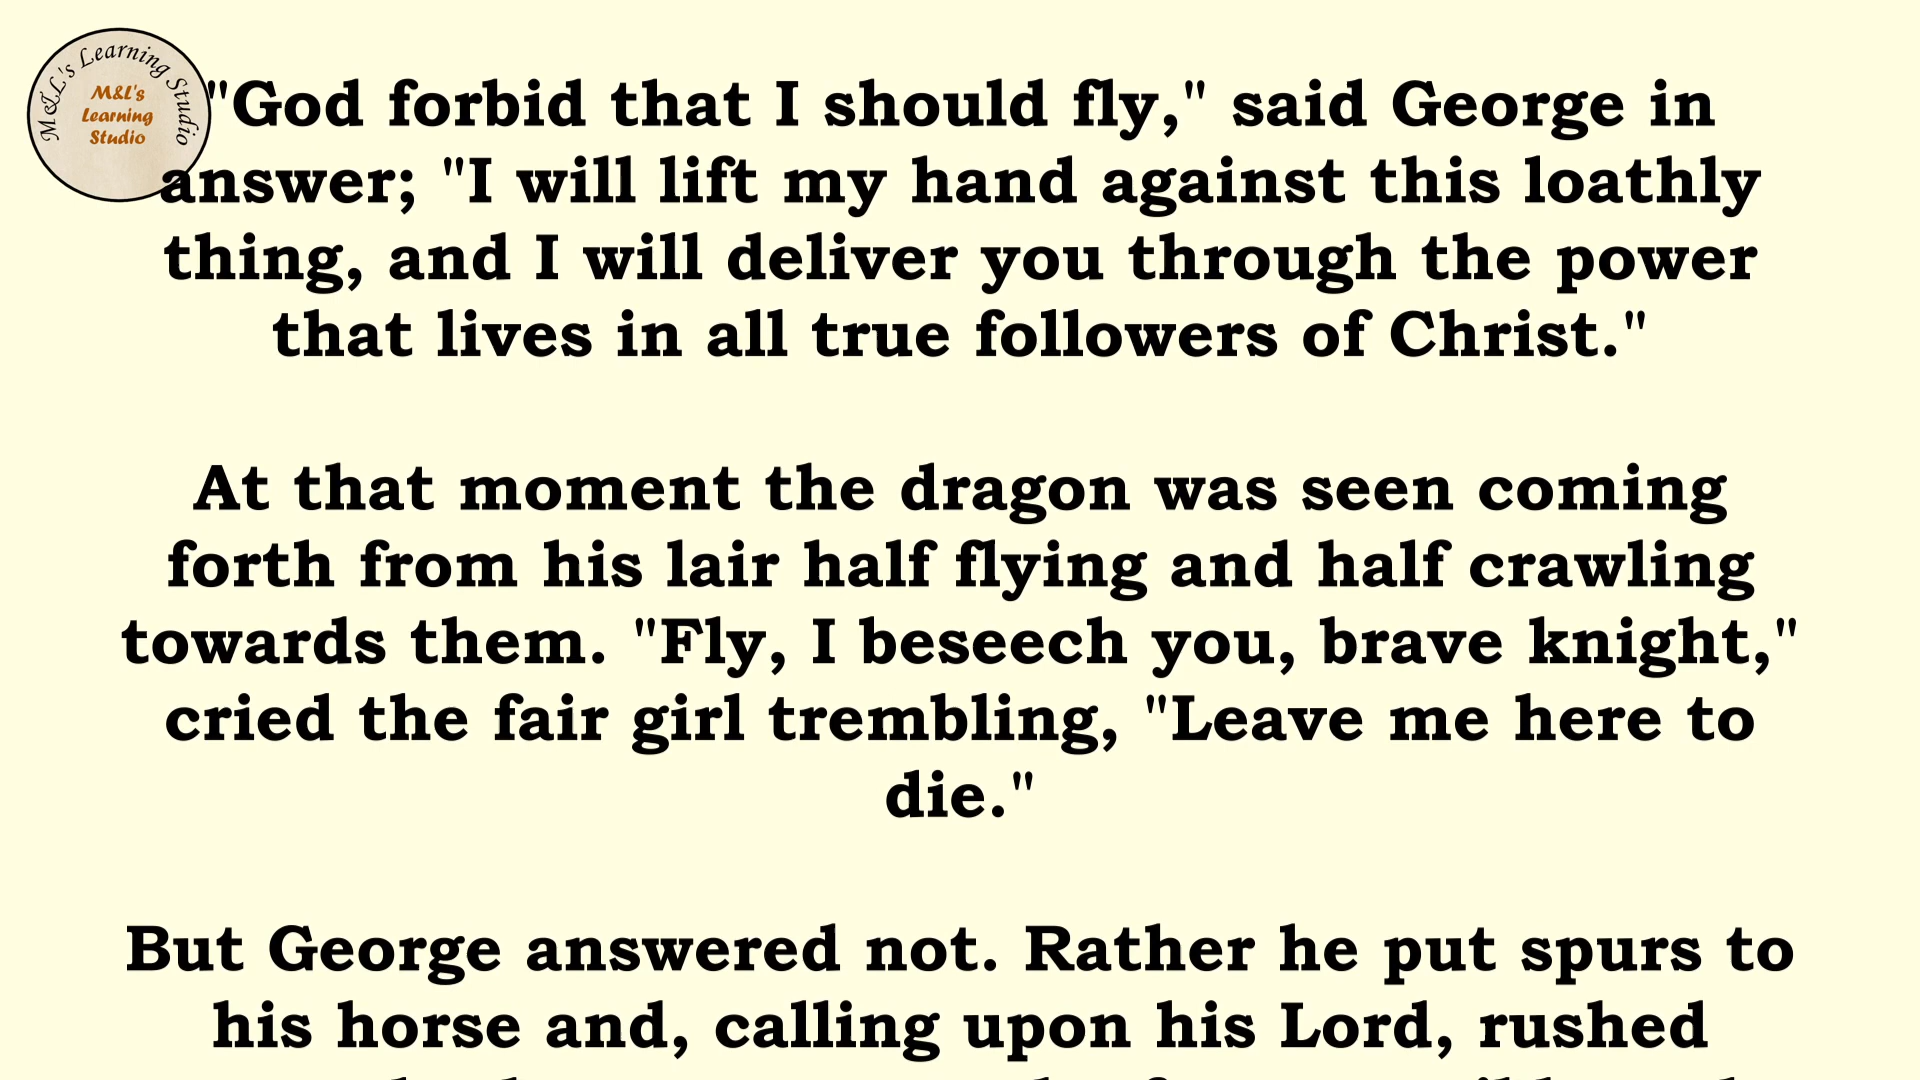 M&L's Learning Studio
M&L's
Learning
Studio
"God forbid that I should fly," said George in
answer; "I will lift my hand against this loathly
thing, and I will deliver you through the power
that lives in all true followers of Christ."
At that moment the dragon was seen coming
forth from his lair half flying and half crawling
towards them. "Fly, I beseech you, brave knight,"
cried the fair girl trembling, "Leave me here to
die."
But George answered not. Rather he put spurs to
his horse and, calling upon his Lord, rushed